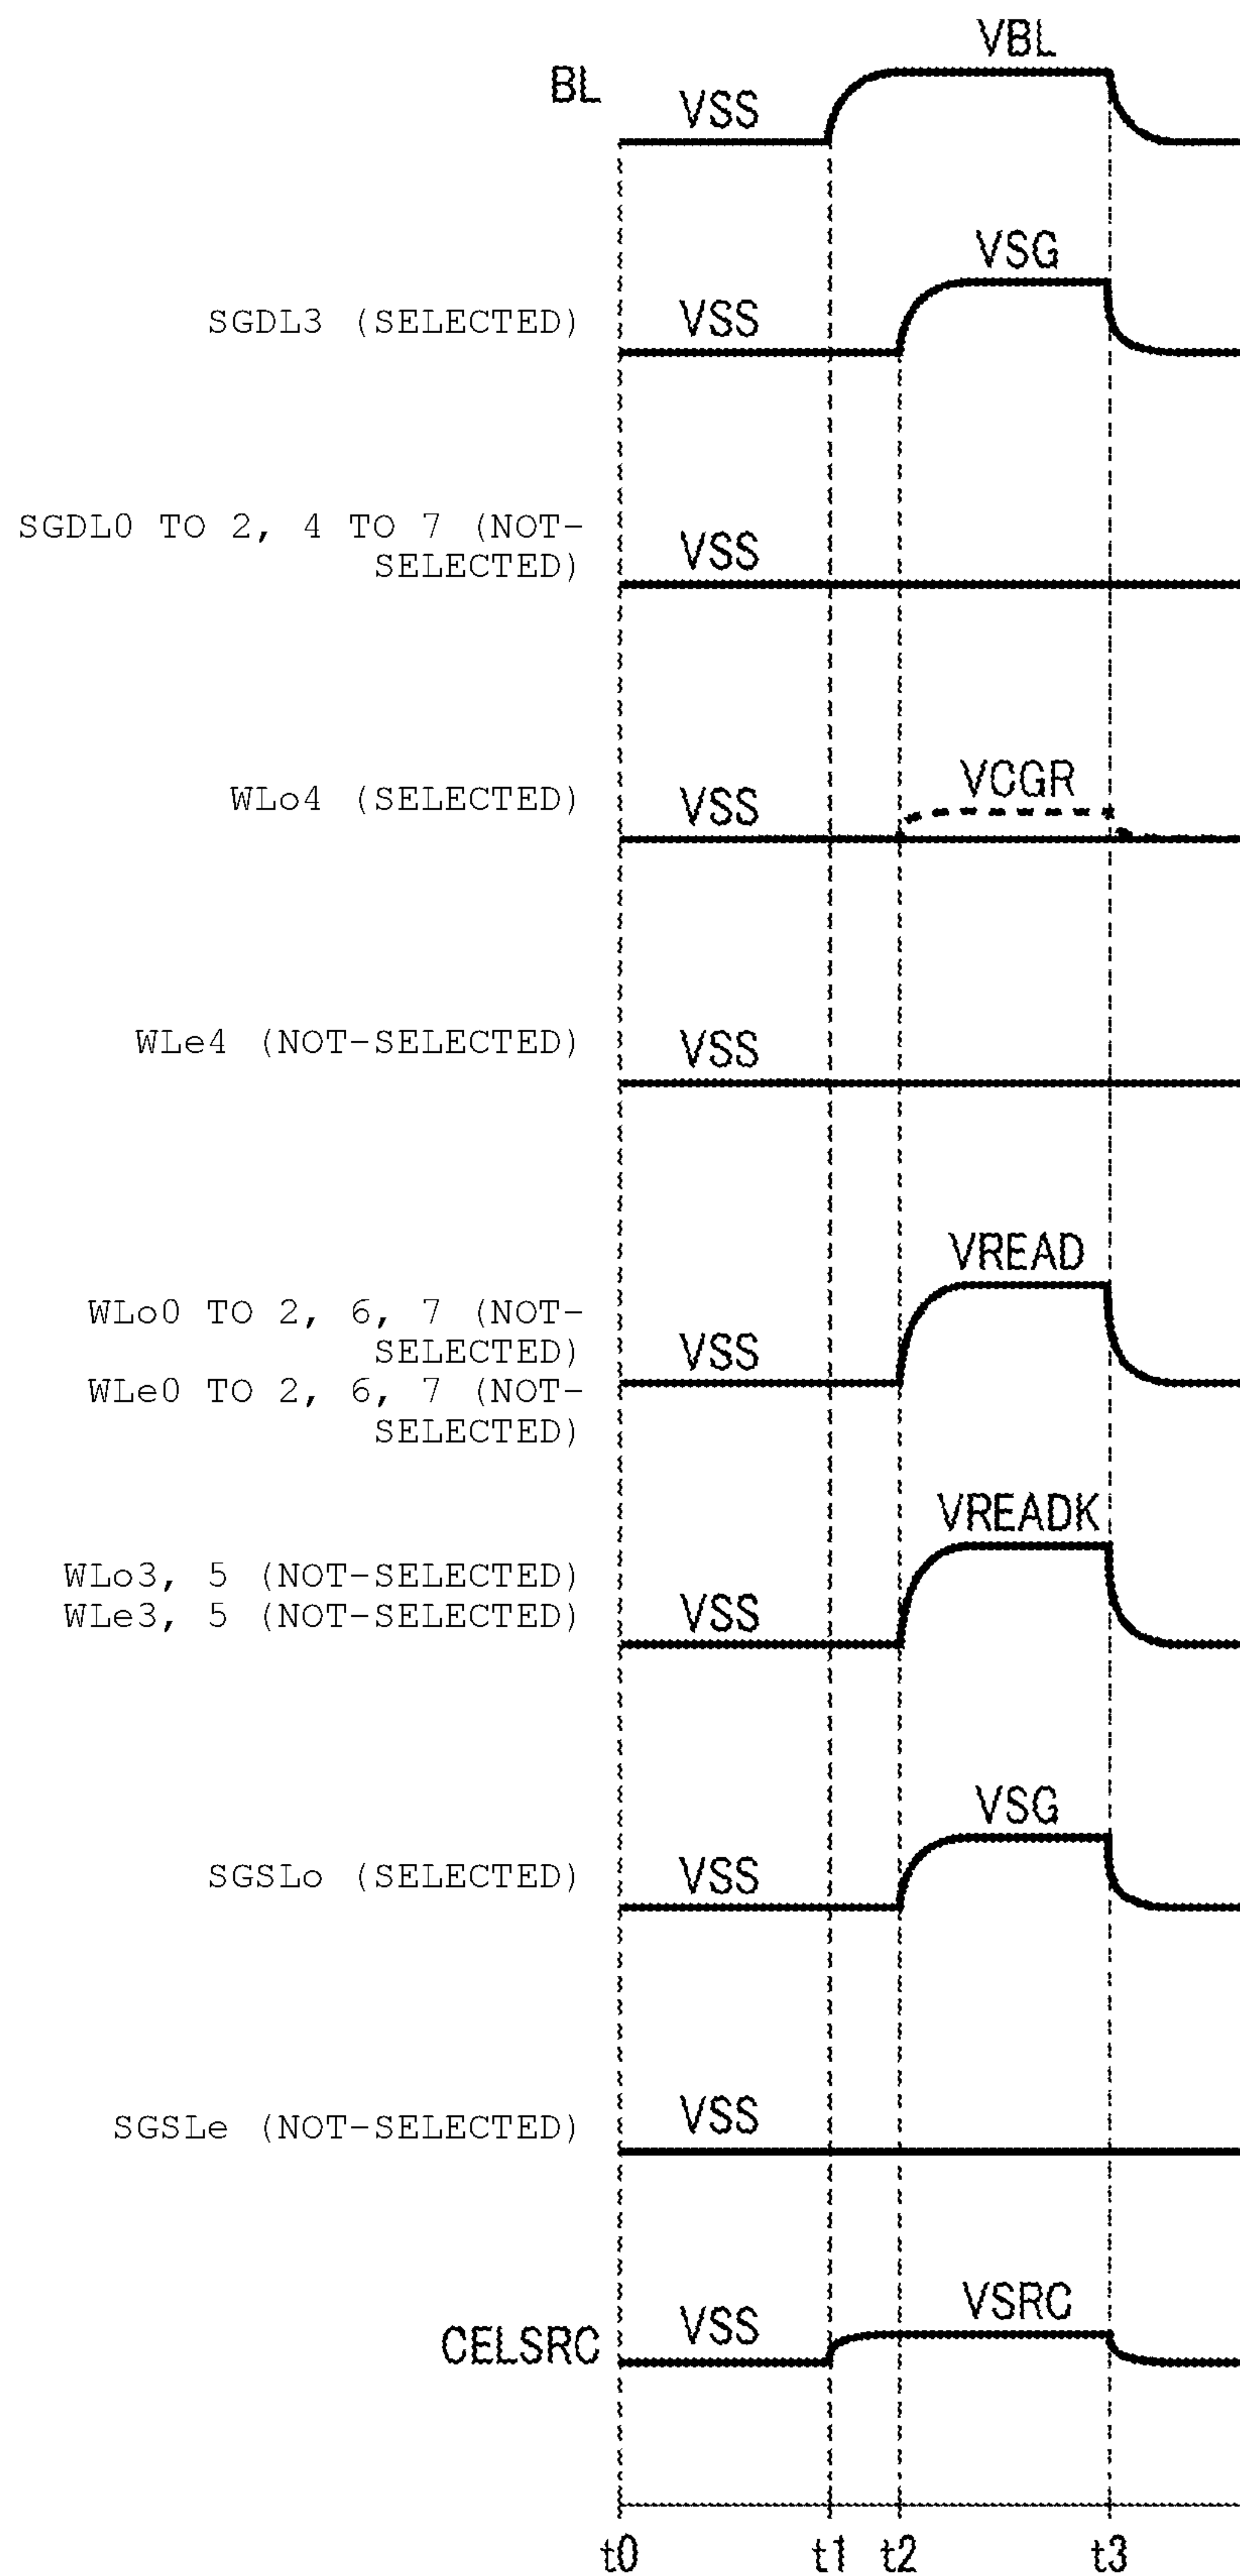 VBL
BL
VSS
VSG
SGDL3 (SELECTED)
VSS
SGDL0 TO 2, 4 TO 7 (NOT-
SELECTED)
VSS
VCGR
WLo4 (SELECTED)
VSS
WLe4 (NOT-SELECTED)
VSS
VREAD
WLo0 TO 2, 6, 7 (NOT-
SELECTED)
VSS
WLe0 TO 2, 6, 7 (NOT-
SELECTED)
VREADK
WLo3, 5 (NOT-SELECTED)
WLe3, 5 (NOT-SELECTED)
VSS
VSG
SGSLo (SELECTED)
VSS
SGSLe (NOT-SELECTED)
VSS
VSRC
CELSRC
VSS
t0 t1 t2 t3